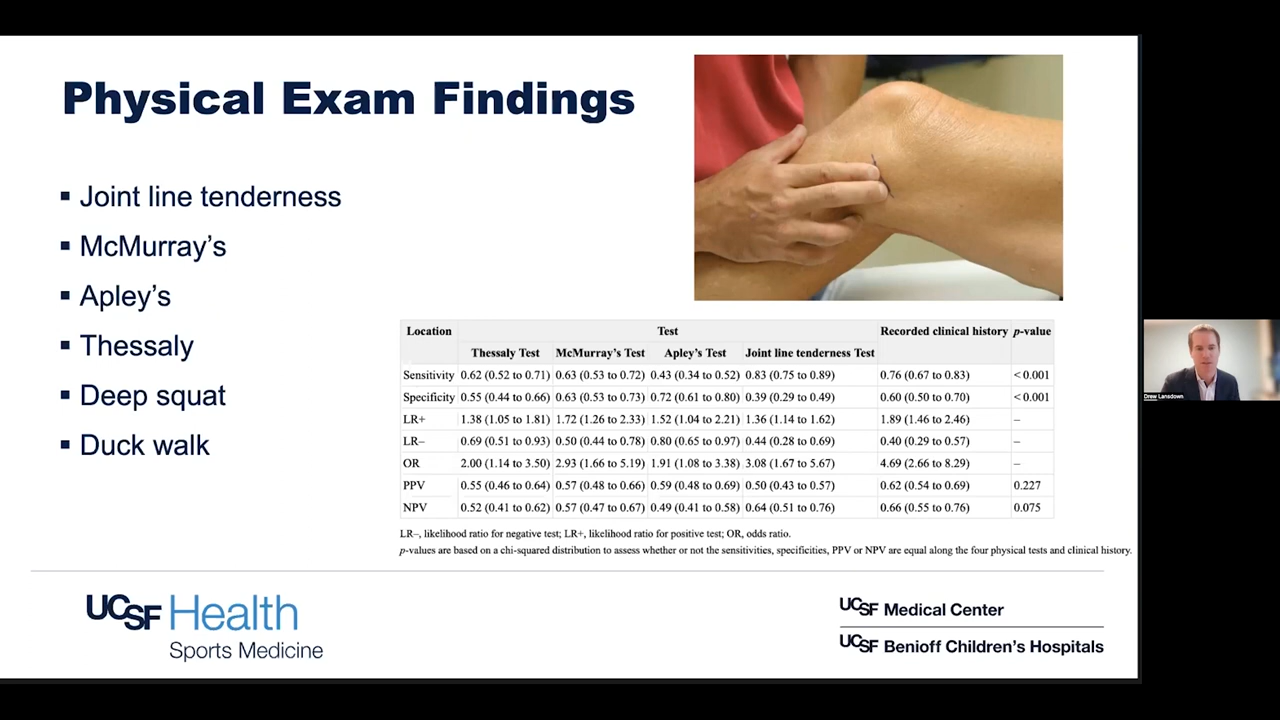 Physical Exam Findings
▪ Joint line tenderness
▪ McMurray's
▪ Apley's
▪ Thessaly
▪ Deep squat
▪ Duck walk
Location Test Recorded clinical history p-value
Thessaly Test McMurray's Test Apley's Test Joint line tenderness Test
Sensitivity 0.62 (0.52 to 0.71) 0.63 (0.53 to 0.72) 0.43 (0.34 to 0.52) 0.83 (0.75 to 0.89) 0.76 (0.67 to 0.83) < 0.001
Specificity 0.55 (0.44 to 0.66) 0.63 (0.53 to 0.73) 0.72 (0.61 to 0.80) 0.39 (0.29 to 0.49) 0.60 (0.50 to 0.70) < 0.001
LR+ 1.38 (1.05 to 1.81) 1.72 (1.26 to 2.33) 1.52 (1.04 to 2.21) 1.36 (1.14 to 1.62) 1.89 (1.46 to 2.46) –
LR– 0.69 (0.51 to 0.93) 0.50 (0.44 to 0.78) 0.80 (0.65 to 0.97) 0.44 (0.28 to 0.69) 0.40 (0.29 to 0.57) –
OR 2.00 (1.14 to 3.50) 2.93 (1.66 to 5.19) 1.91 (1.08 to 3.38) 3.08 (1.67 to 5.67) 4.69 (2.66 to 8.29) –
PPV 0.55 (0.46 to 0.64) 0.57 (0.48 to 0.66) 0.59 (0.48 to 0.69) 0.50 (0.43 to 0.57) 0.62 (0.54 to 0.69) 0.227
NPV 0.52 (0.41 to 0.62) 0.57 (0.47 to 0.67) 0.49 (0.41 to 0.58) 0.64 (0.51 to 0.76) 0.66 (0.55 to 0.76) 0.075
LR–, likelihood ratio for negative test; LR+, likelihood ratio for positive test; OR, odds ratio.
p-values are based on a chi-squared distribution to assess whether or not the sensitivities, specificities, PPV or NPV are equal along the four physical tests and clinical history.
UCSF Health
Sports Medicine
UCSF Medical Center
UCSF Benioff Children's Hospitals
Drew Lansdown